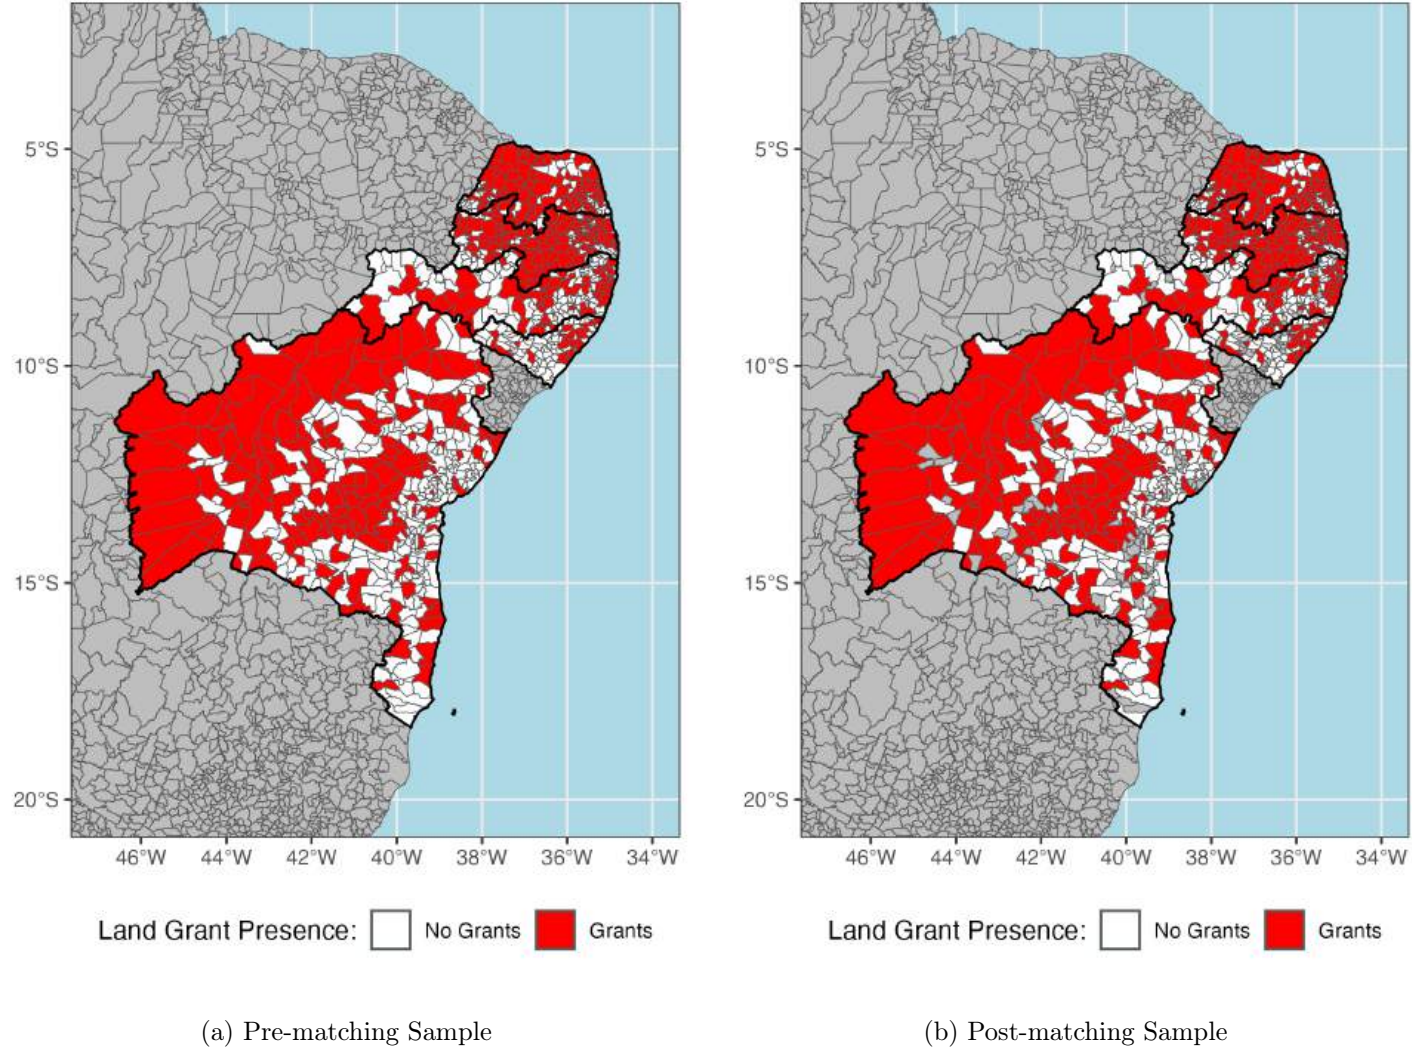 5°S
10°S
15°S
20°S
46°W 44°W 42°W 40°W 38°W 36°W 34°W
Land Grant Presence: No Grants Grants
(a) Pre-matching Sample
5°S
10°S
15°S
20°S
46°W 44°W 42°W 40°W 38°W 36°W 34°W
Land Grant Presence: No Grants Grants
(b) Post-matching Sample